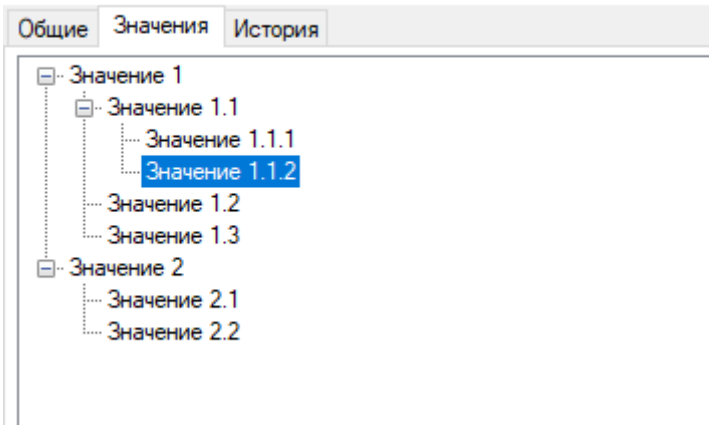 Общие Значения История
Значение 1
Значение 1.1
Значение 1.1.1
Значение 1.1.2
Значение 1.2
Значение 1.3
Значение 2
Значение 2.1
Значение 2.2